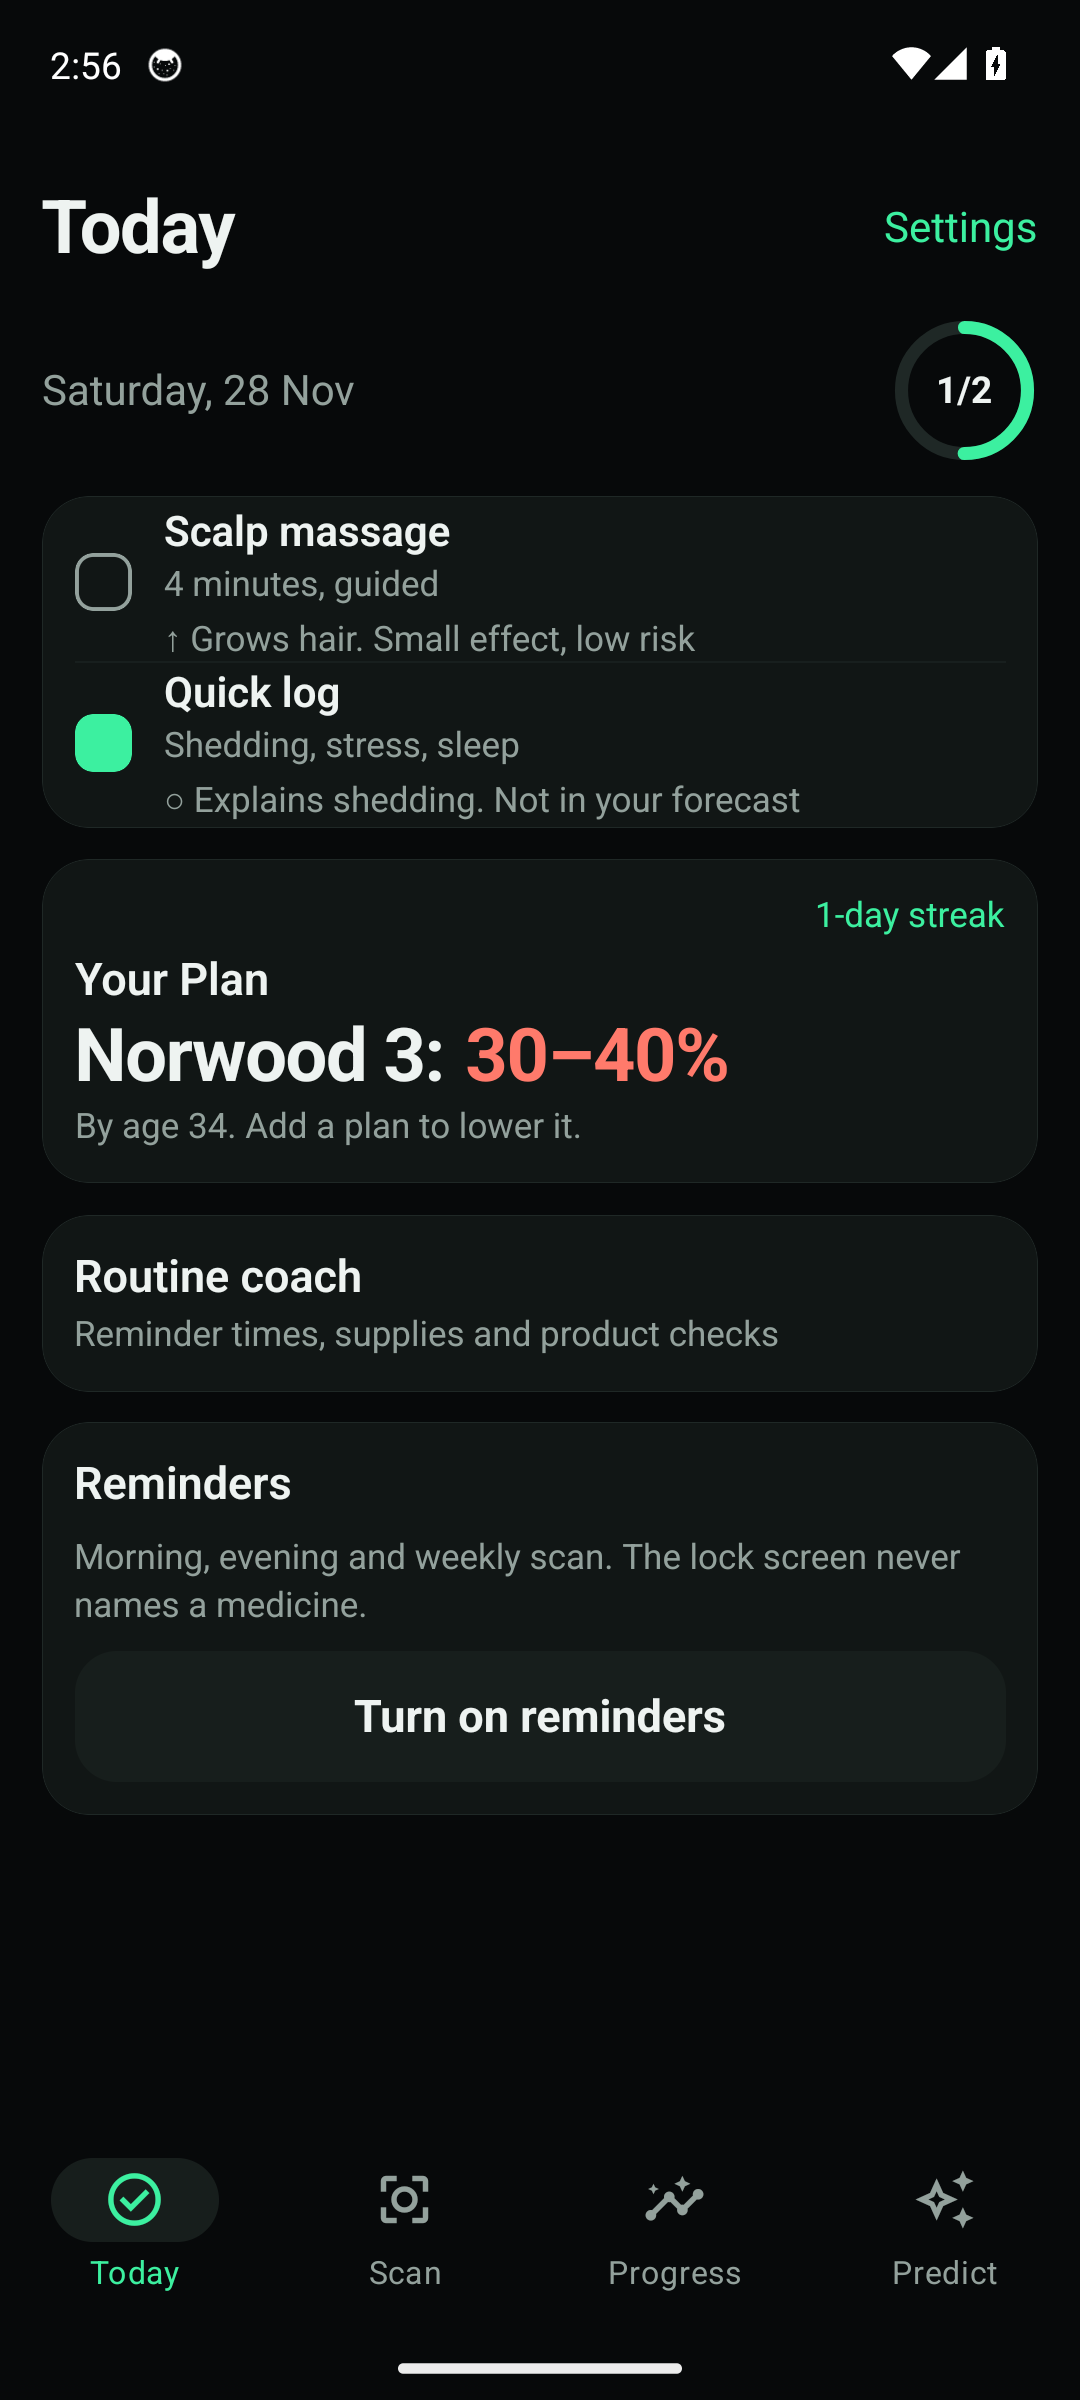 2:56
Today
Settings
Saturday, 28 Nov
1/2
Scalp massage
4 minutes, guided
↑ Grows hair. Small effect, low risk
Quick log
Shedding, stress, sleep
○ Explains shedding. Not in your forecast
1-day streak
Your Plan
Norwood 3: 30–40%
By age 34. Add a plan to lower it.
Routine coach
Reminder times, supplies and product checks
Reminders
Morning, evening and weekly scan. The lock screen never
names a medicine.
Turn on reminders
Today
Scan
Progress
Predict